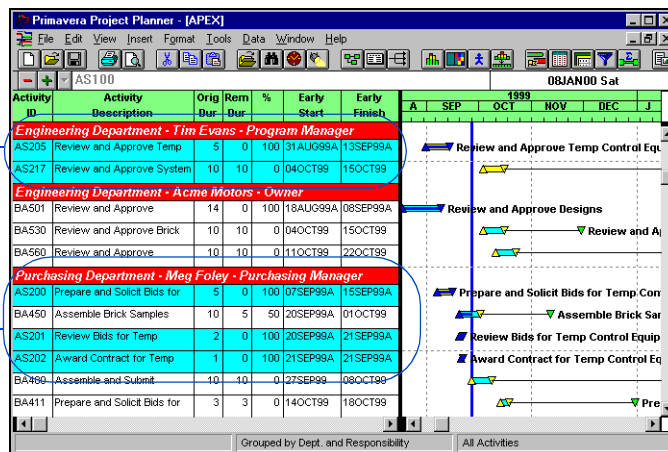 Primavera Project Planner - [APEX]
File Edit View Insert Format Tools Data Window Help
AS100 08JAN00 Sat
Activity Activity Orig Rem % Early Early 1999
ID Description Dur Dur Start Finish A SEP OCT NOV DEC J
Engineering Department - Tim Evans - Program Manager
AS205 Review and Approve Temp 5 0 100 31AUG99A 13SEP99A Review and Approve Temp Control Equ
AS217 Review and Approve System 10 10 0 04OCT99 15OCT99
Engineering Department - Acme Motors - Owner
BA501 Review and Approve 14 0 100 18AUG99A 08SEP99A Review and Approve Designs
BA530 Review and Approve Brick 10 10 0 04OCT99 15OCT99 Review and Ap
BA560 Review and Approve 10 10 0 11OCT99 22OCT99
Purchasing Department - Meg Foley - Purchasing Manager
AS200 Prepare and Solicit Bids for 5 0 100 07SEP99A 15SEP99A Prepare and Solicit Bids for Temp Con
BA450 Assemble Brick Samples 10 5 50 20SEP99A 01OCT99 Assemble Brick Sam
AS201 Review Bids for Temp 2 0 100 20SEP99A 21SEP99A Review Bids for Temp Control Equip
AS202 Award Contract for Temp 1 0 100 21SEP99A 21SEP99A Award Contract for Temp Control Eq
BA400 Assemble and Submit 10 10 0 27SEP99 08OCT99
BA411 Prepare and Solicit Bids for 3 3 0 14OCT99 18OCT99 Pre
Grouped by Dept. and Responsibility All Activities